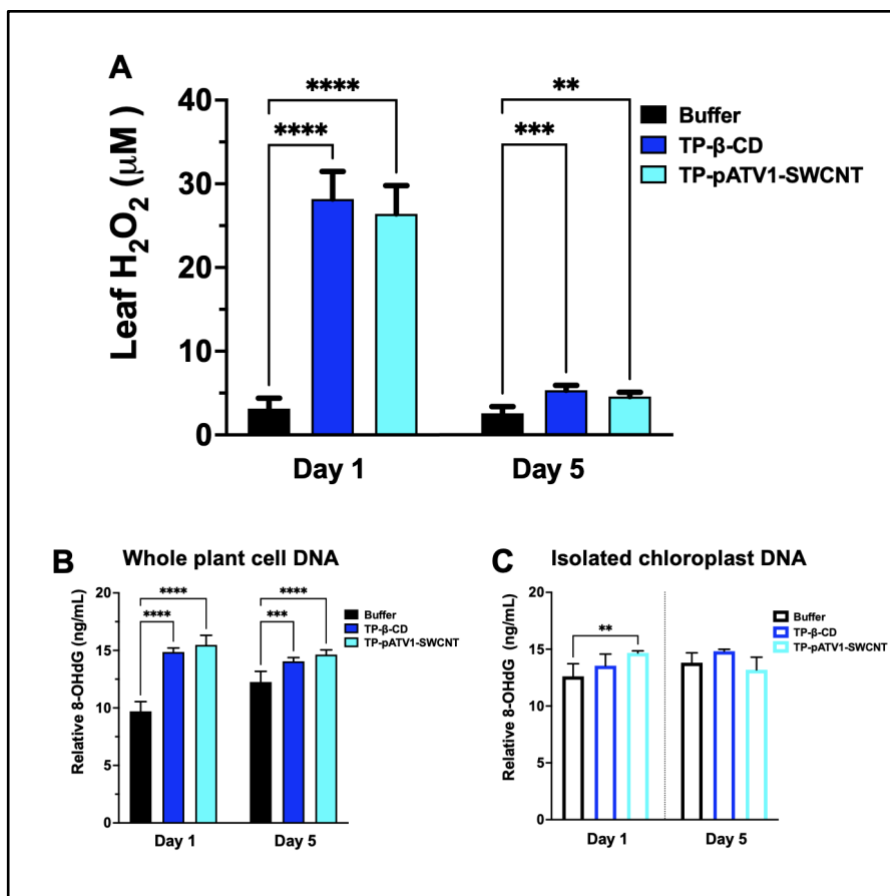 A
Leaf H₂O₂ (μM )
40
30
20
10
0
****
****
**
***
Buffer
TP-β-CD
TP-pATV1-SWCNT
Day 1
Day 5
B
Whole plant cell DNA
Relative 8-OHdG (ng/mL)
20
15
10
5
0
****
****
****
***
Buffer
TP-β-CD
TP-pATV1-SWCNT
Day 1
Day 5
C
Isolated chloroplast DNA
Relative 8-OHdG (ng/mL)
20
15
10
5
0
**
Buffer
TP-β-CD
TP-pATV1-SWCNT
Day 1
Day 5